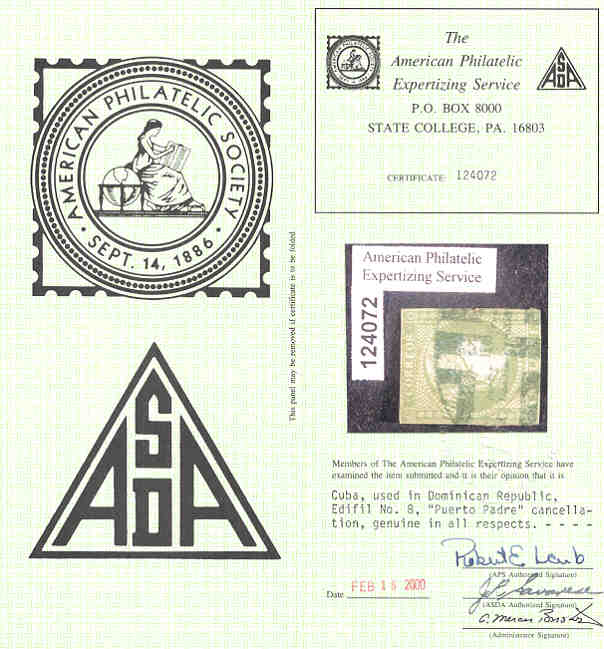 AMERICAN PHILATELIC SOCIETY
SEPT. 14, 1886
ASDA
This panel may be removed if certificate is to be folded
The
American Philatelic
Expertizing Service
P.O. BOX 8000
STATE COLLEGE, PA. 16803
ASDA
CERTIFICATE: 124072
American Philatelic
Expertizing Service
124072
CORREOS
Members of The American Philatelic Expertizing Service have
examined the item submitted and it is their opinion that it is
Cuba, used in Dominican Republic,
Edifil No. 8, "Puerto Padre" cancella-
tion, genuine in all respects. - - - -
Robert E. Lamb
(APS Authorized Signature)
Date FEB 16 2000
(ASDA Authorized Signature)
(Administrative Signature)